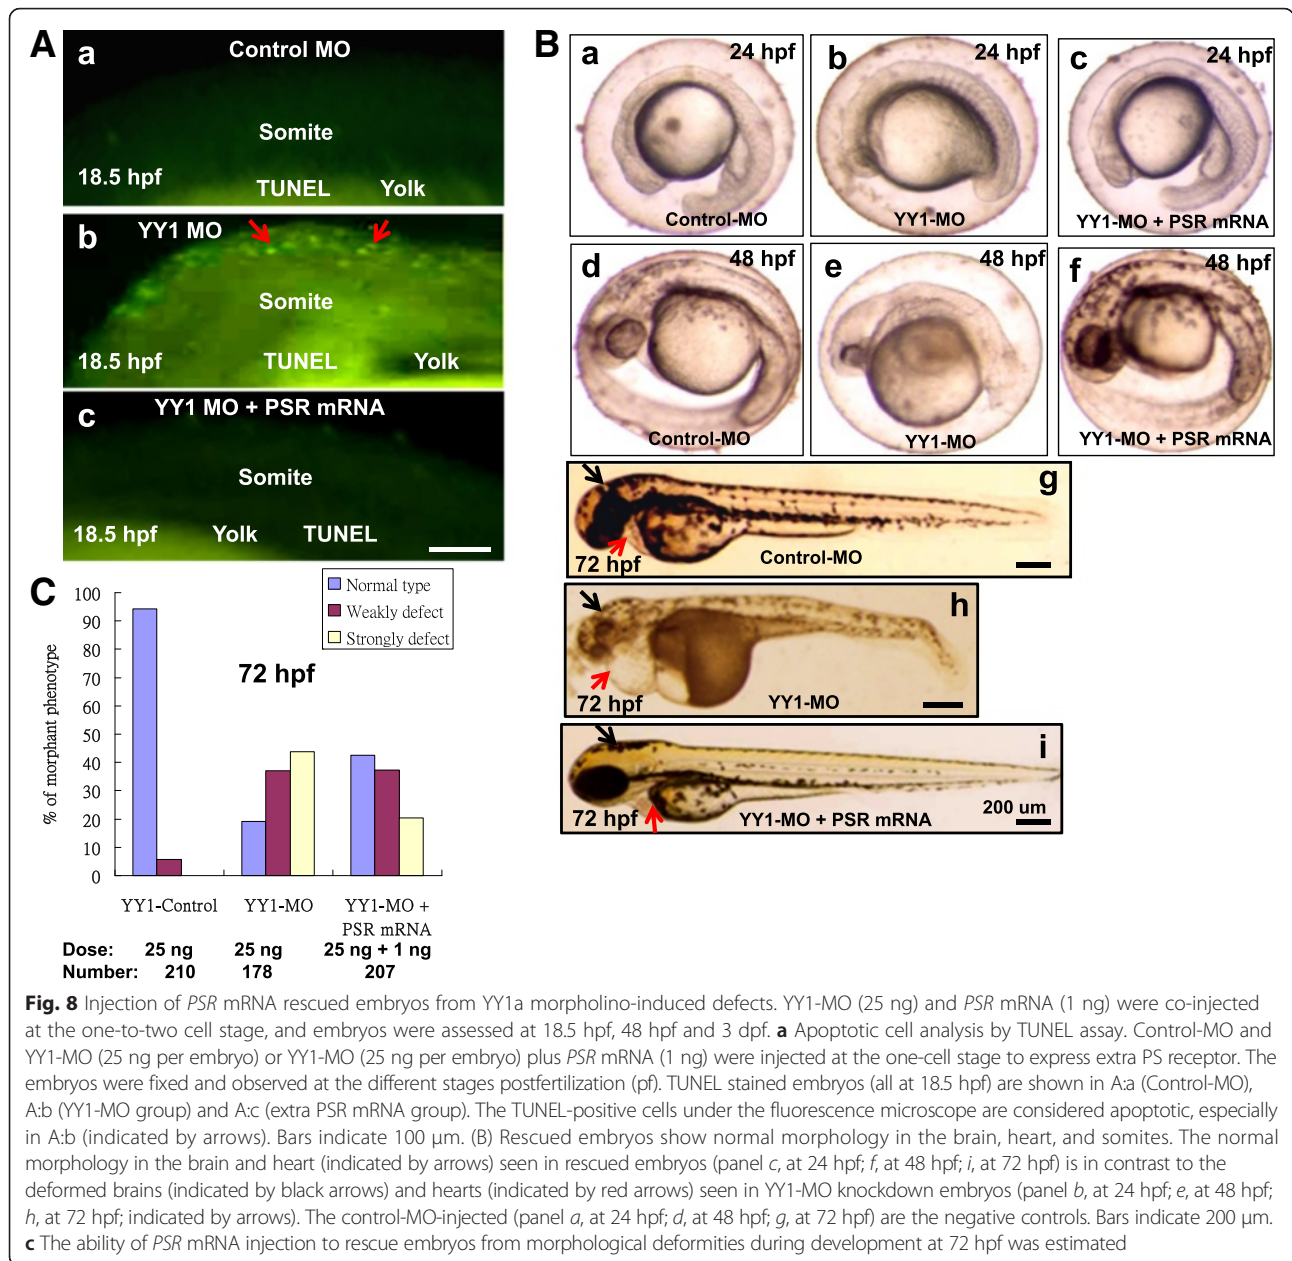 A
a
Control MO
Somite
18.5 hpf
TUNEL
Yolk
b
YY1 MO
Somite
18.5 hpf
TUNEL
Yolk
c
YY1 MO + PSR mRNA
Somite
18.5 hpf
Yolk
TUNEL
B
a
24 hpf
Control-MO
b
24 hpf
YY1-MO
c
24 hpf
YY1-MO + PSR mRNA
d
48 hpf
Control-MO
e
48 hpf
YY1-MO
f
48 hpf
YY1-MO + PSR mRNA
g
72 hpf
Control-MO
h
72 hpf
YY1-MO
i
72 hpf
YY1-MO + PSR mRNA
200 um
C
Normal type
Weakly defect
Strongly defect
72 hpf
% of morphant phenotype
100
90
80
70
60
50
40
30
20
10
0
YY1-Control
YY1-MO
YY1-MO +
PSR mRNA
Dose: 25 ng 25 ng 25 ng + 1 ng
Number: 210 178 207
Fig. 8 Injection of PSR mRNA rescued embryos from YY1a morpholino-induced defects. YY1-MO (25 ng) and PSR mRNA (1 ng) were co-injected
at the one-to-two cell stage, and embryos were assessed at 18.5 hpf, 48 hpf and 3 dpf. a Apoptotic cell analysis by TUNEL assay. Control-MO and
YY1-MO (25 ng per embryo) or YY1-MO (25 ng per embryo) plus PSR mRNA (1 ng) were injected at the one-cell stage to express extra PS receptor. The
embryos were fixed and observed at the different stages postfertilization (pf). TUNEL stained embryos (all at 18.5 hpf) are shown in A:a (Control-MO),
A:b (YY1-MO group) and A:c (extra PSR mRNA group). The TUNEL-positive cells under the fluorescence microscope are considered apoptotic, especially
in A:b (indicated by arrows). Bars indicate 100 μm. (B) Rescued embryos show normal morphology in the brain, heart, and somites. The normal
morphology in the brain and heart (indicated by arrows) seen in rescued embryos (panel c, at 24 hpf; f, at 48 hpf; i, at 72 hpf) is in contrast to the
deformed brains (indicated by black arrows) and hearts (indicated by red arrows) seen in YY1-MO knockdown embryos (panel b, at 24 hpf; e, at 48 hpf;
h, at 72 hpf; indicated by arrows). The control-MO-injected (panel a, at 24 hpf; d, at 48 hpf; g, at 72 hpf) are the negative controls. Bars indicate 200 μm.
c The ability of PSR mRNA injection to rescue embryos from morphological deformities during development at 72 hpf was estimated